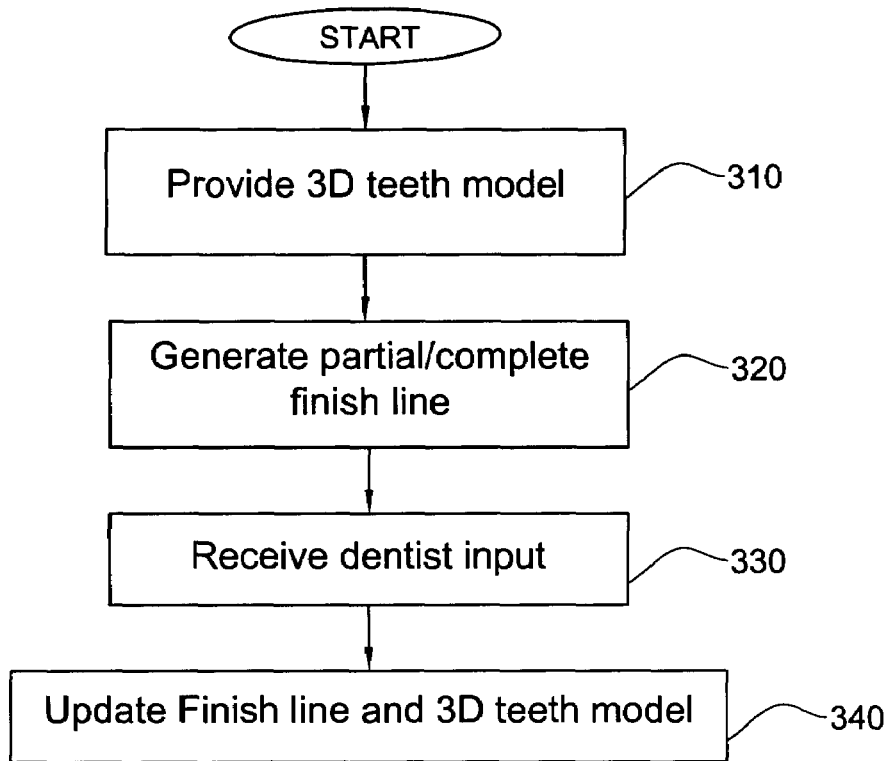 START
Provide 3D teeth model
310
Generate partial/complete
finish line
320
Receive dentist input
330
Update Finish line and 3D teeth model
340